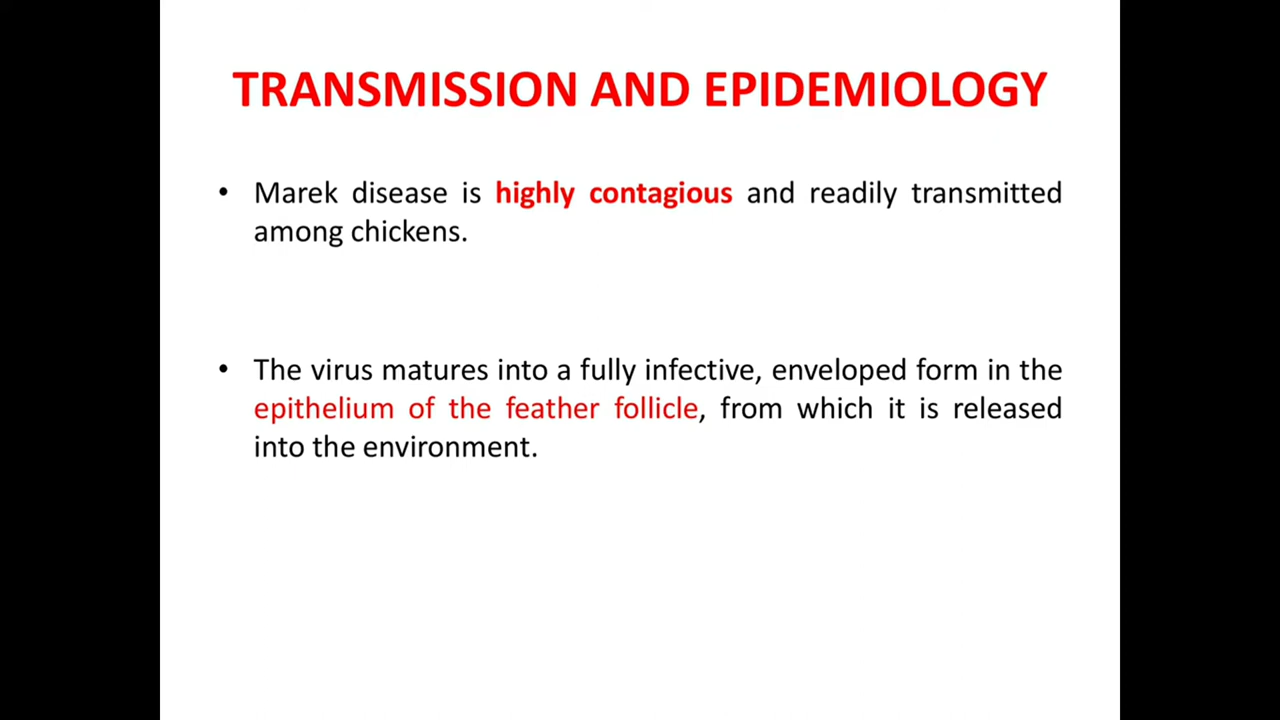 TRANSMISSION AND EPIDEMIOLOGY
• Marek disease is highly contagious and readily transmitted
among chickens.
• The virus matures into a fully infective, enveloped form in the
epithelium of the feather follicle, from which it is released
into the environment.